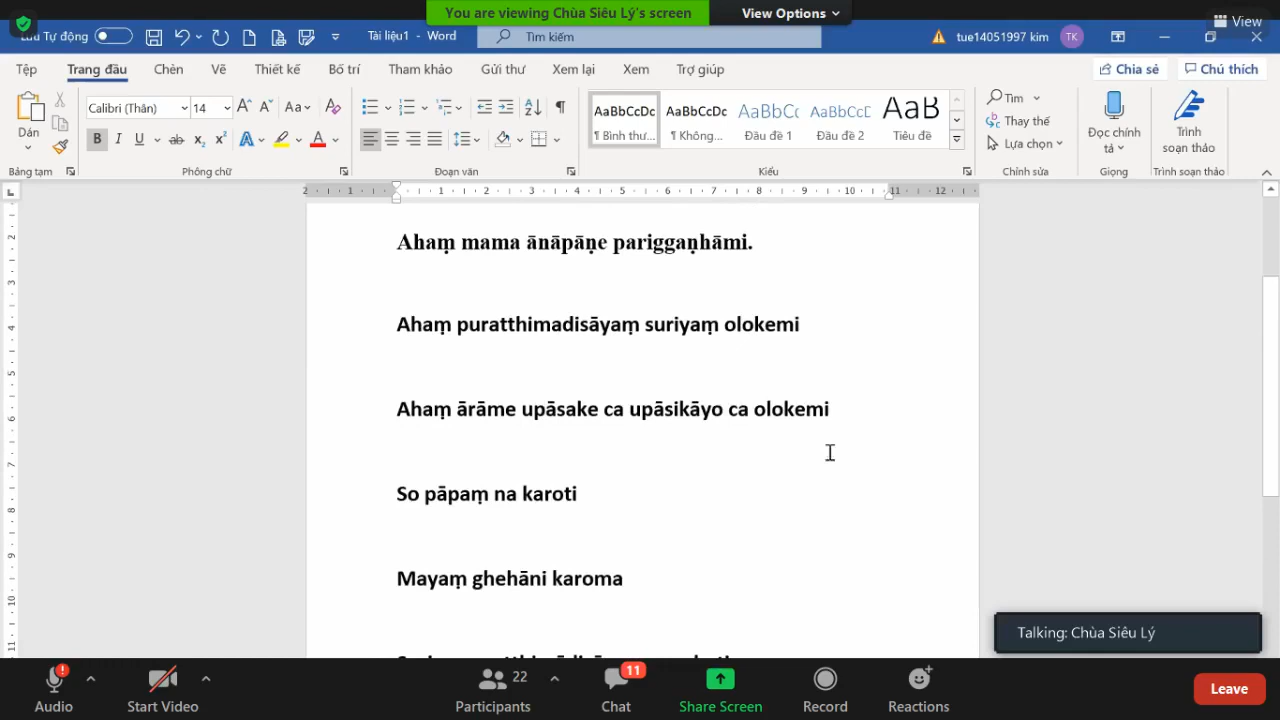 You are viewing Chùa Siêu Lý's screen
View Options
View
Lưu Tự động
Tài liệu1 - Word
Tìm kiếm
tue14051997 kim
TK
Tệp
Trang đầu
Chèn
Vẽ
Thiết kế
Bố trí
Tham khảo
Gửi thư
Xem lại
Xem
Trợ giúp
Chia sẻ
Chú thích
Dán
Calibri (Thân)
14
AaBbCcDc
AaBbCcDc
AaBbCc
AaBbCcD
AaB
¶ Bình thư...
¶ Không...
Đầu đề 1
Đầu đề 2
Tiêu đề
Tìm
Thay thế
Lựa chọn
Đọc chính tả
Trình soạn thảo
Bảng tạm
Phông chữ
Đoạn văn
Kiểu
Chỉnh sửa
Giọng
Trình soạn thảo
Ahaṃ mama ānāpāṇe pariggaṇhāmi.
Ahaṃ puratthimadisāyaṃ suriyaṃ olokemi
Ahaṃ ārāme upāsake ca upāsikāyo ca olokemi
So pāpaṃ na karoti
Mayaṃ ghehāni karoma
Talking: Chùa Siêu Lý
Audio
Start Video
22
Participants
11
Chat
Share Screen
Record
Reactions
Leave